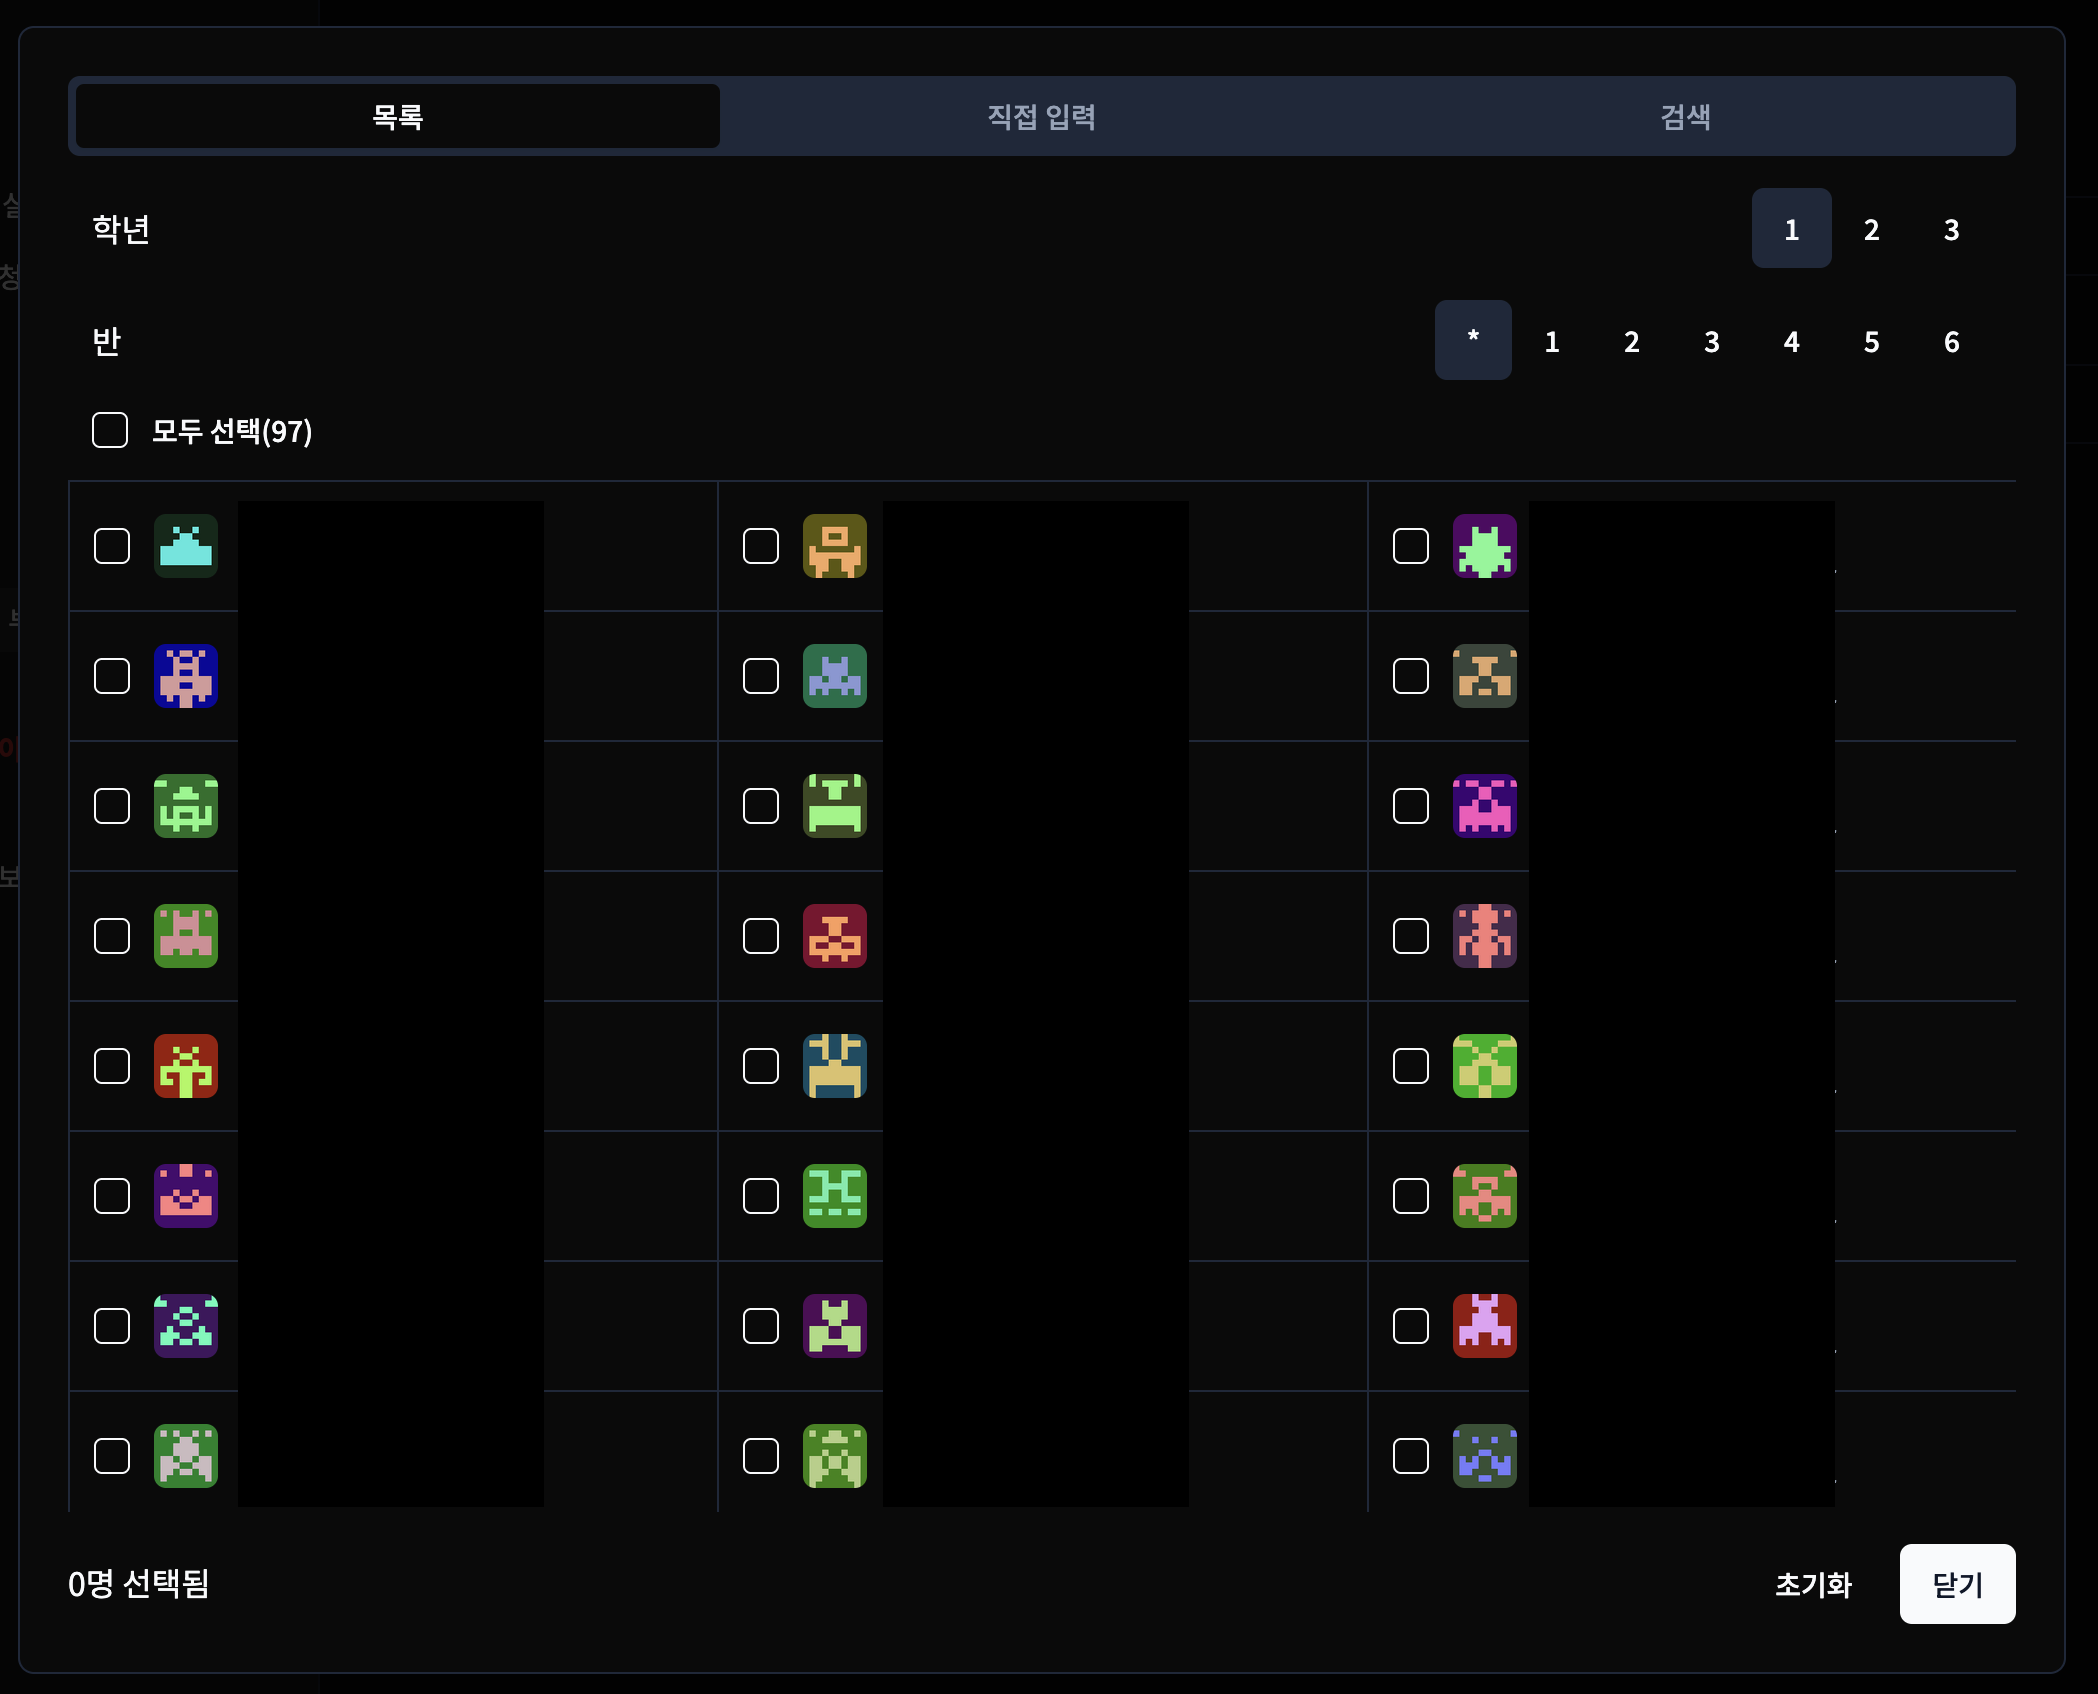 목록 직접 입력 검색
학년 1 2 3
반 * 1 2 3 4 5 6
모두 선택(97)
0명 선택됨 초기화 닫기